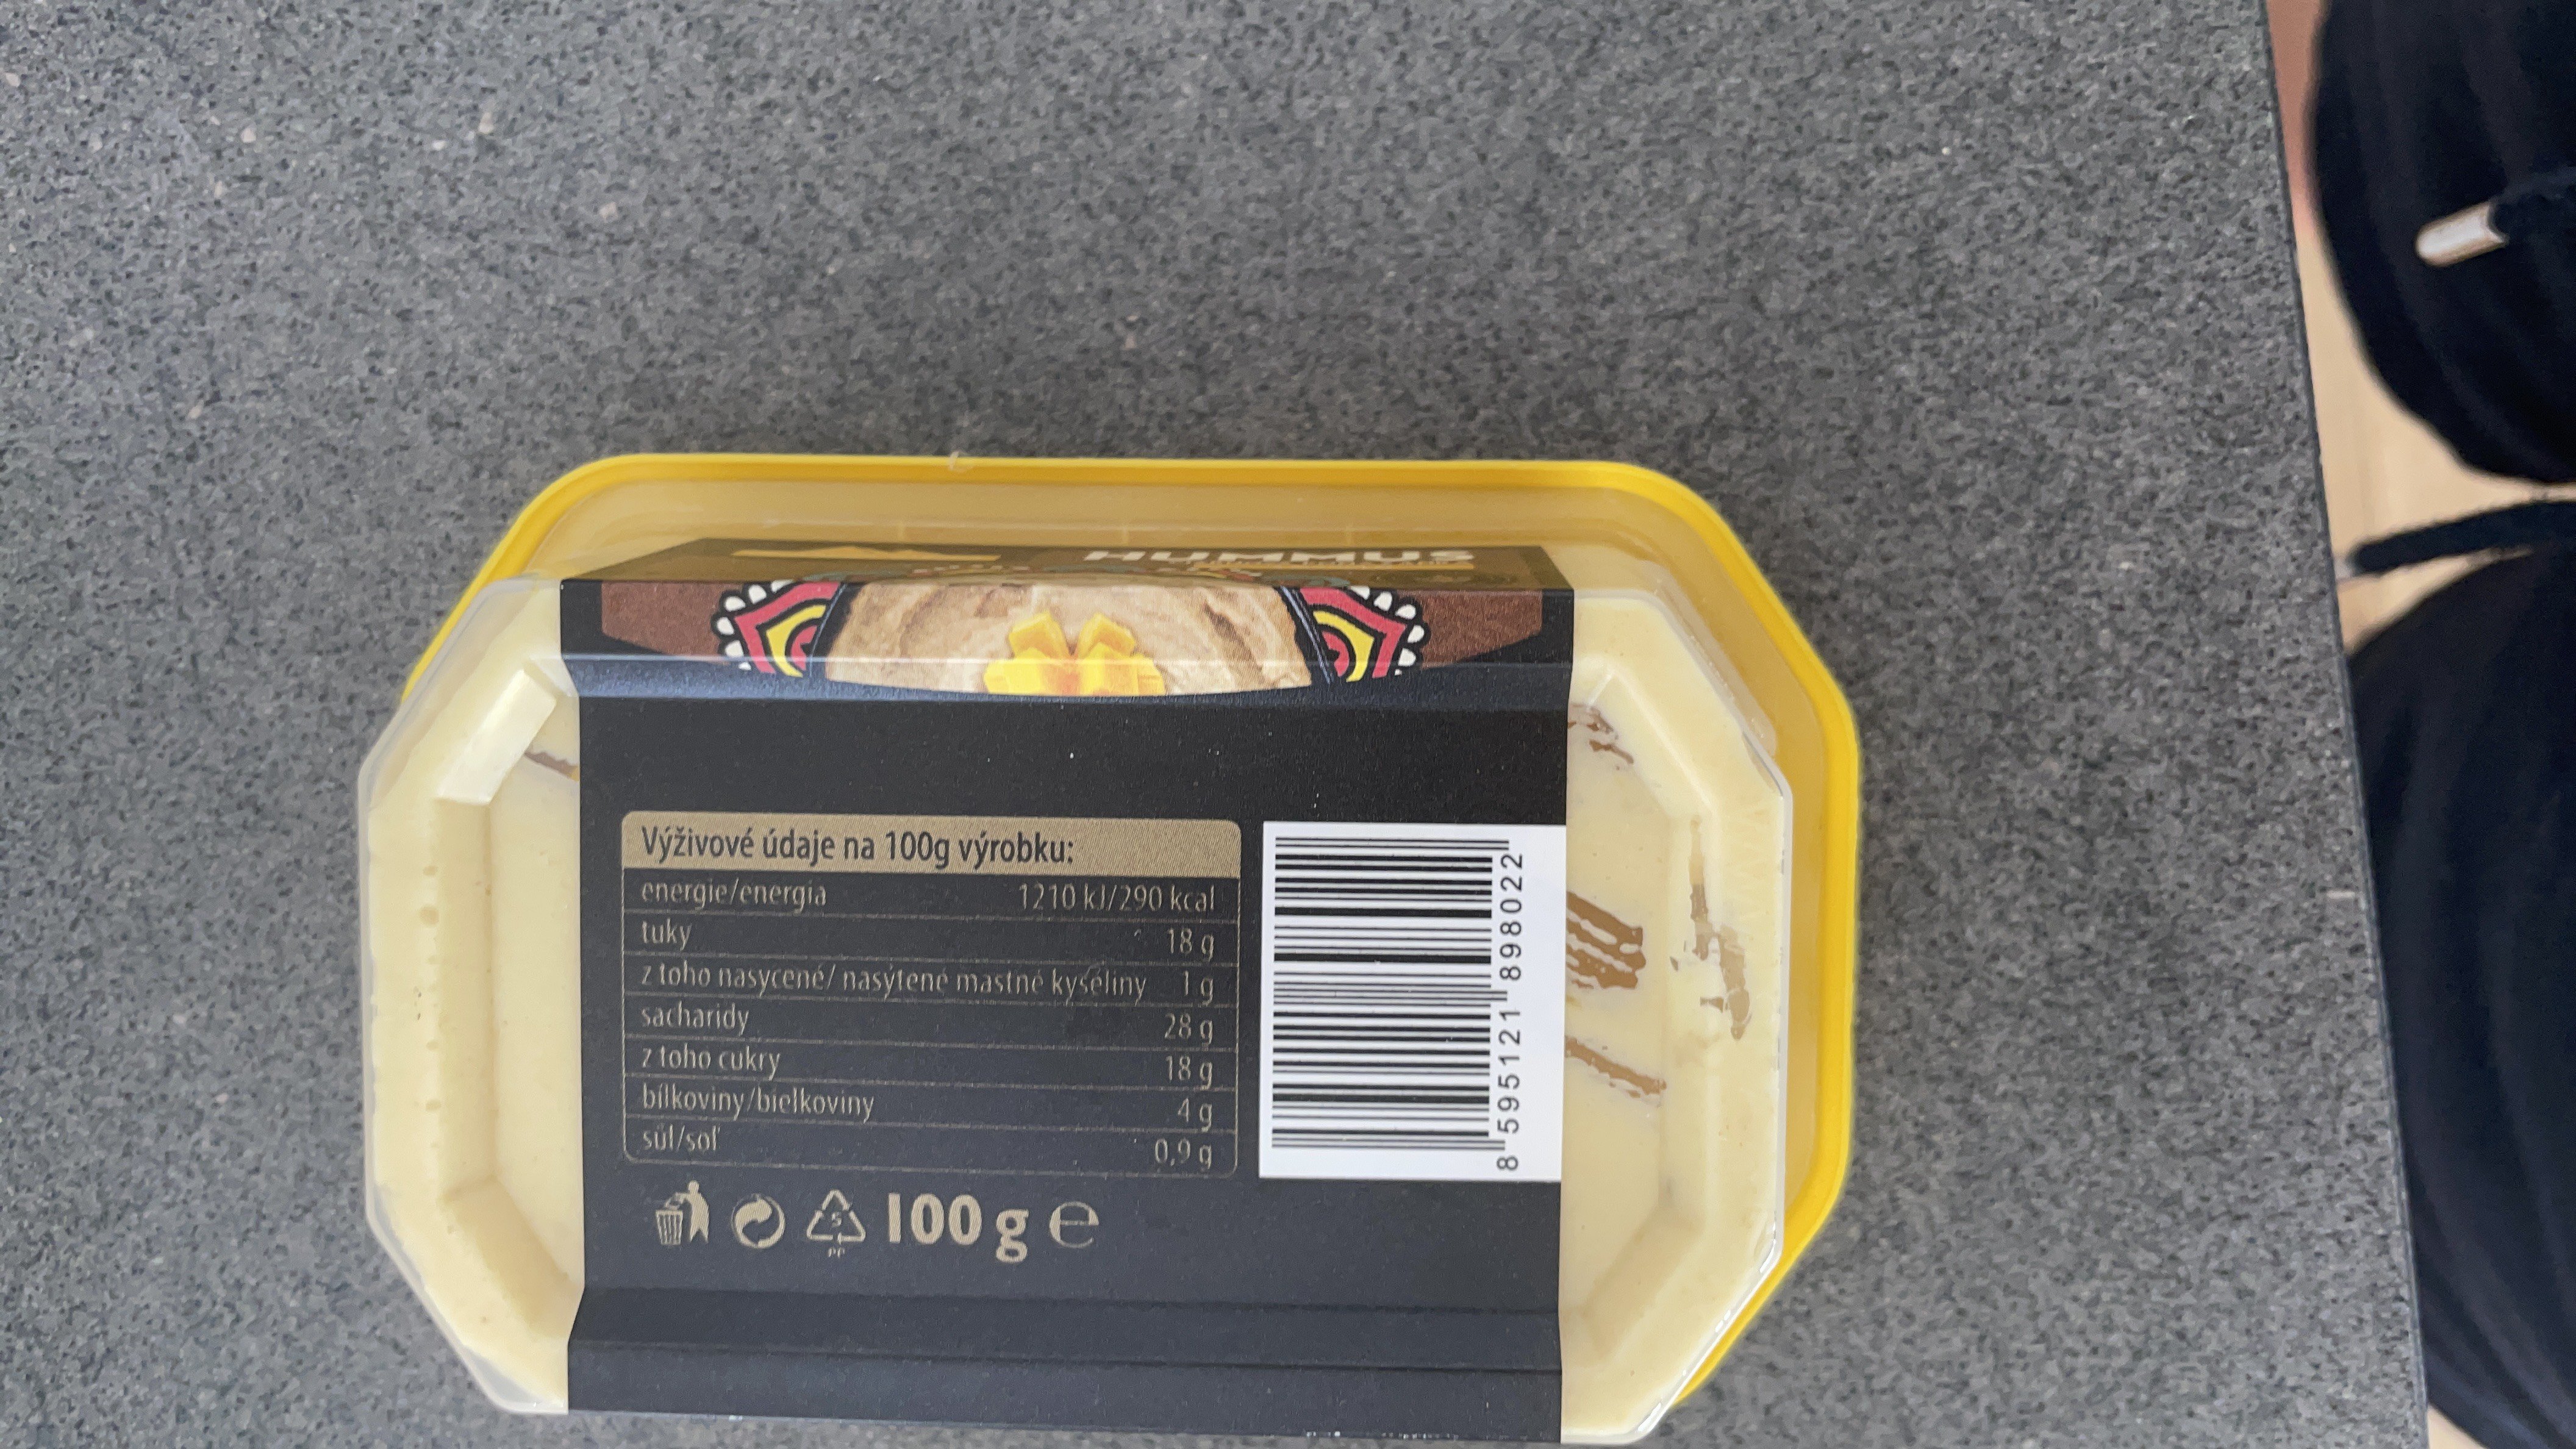 HUMMUS
Výživové údaje na 100g výrobku:
energie/energia 1210 kJ/290 kcal
tuky 18 g
z toho nasycené/ nasýtené mastné kyseliny 1 g
sacharidy 28 g
z toho cukry 18 g
bílkoviny/bielkoviny 4 g
sůl/soľ 0,9 g
5
PP
100 g e
8 595121 898022